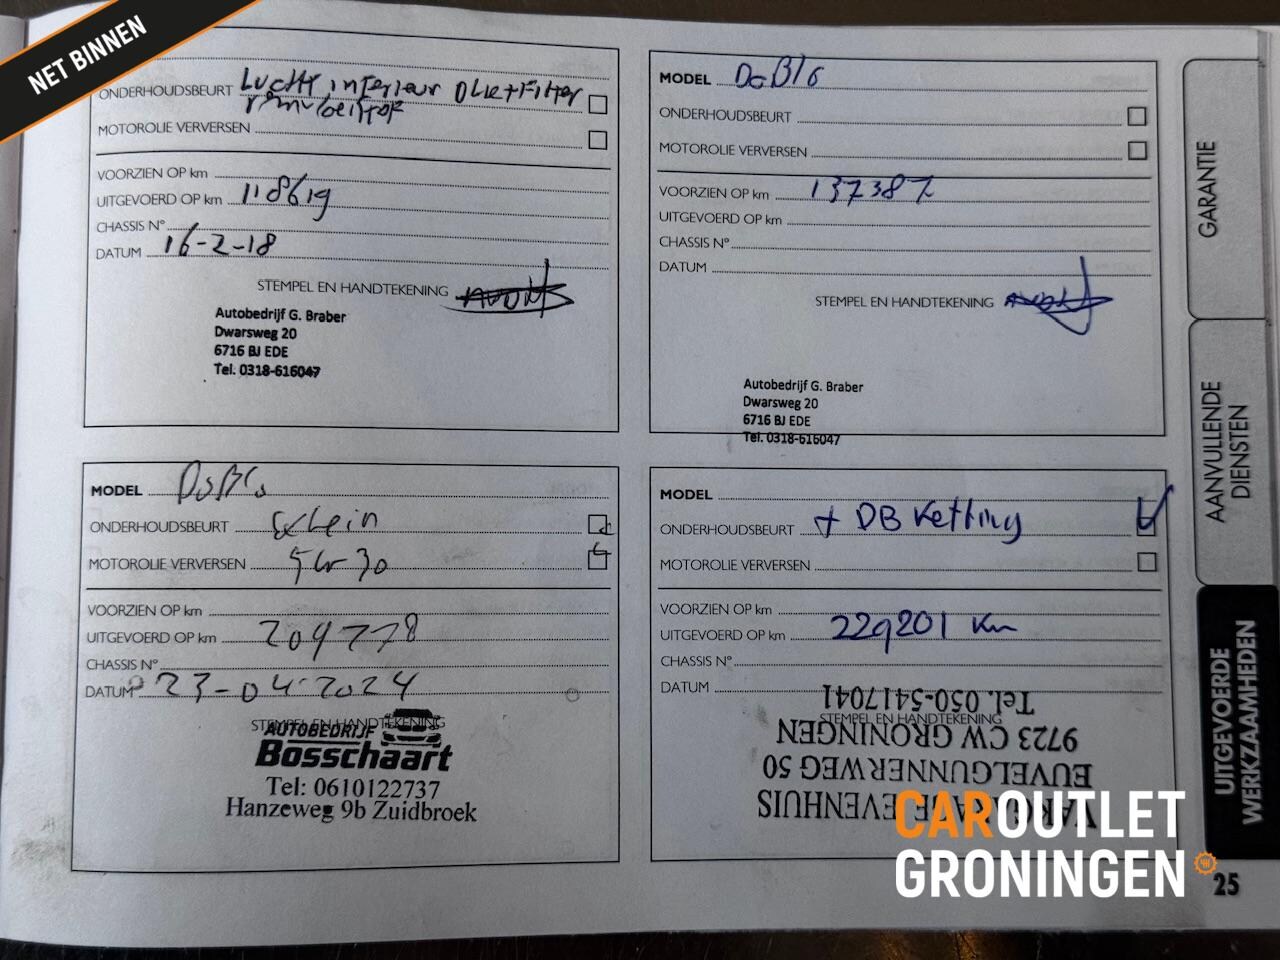 NET BINNEN
ONDERHOUDSBEURT Lucht interieur Olie+Filter
MOTOROLIE VERVERSEN
VOORZIEN OP km
UITGEVOERD OP km 118619
CHASSIS N°
DATUM 16-2-18
STEMPEL EN HANDTEKENING
Autobedrijf G. Braber
Dwarsweg 20
6716 BJ EDE
Tel. 0318-616047
MODEL DoBlo
ONDERHOUDSBEURT
MOTOROLIE VERVERSEN
VOORZIEN OP km 137387
UITGEVOERD OP km
CHASSIS N°
DATUM
STEMPEL EN HANDTEKENING
Autobedrijf G. Braber
Dwarsweg 20
6716 BJ EDE
Tel. 0318-616047
MODEL DoBlo
ONDERHOUDSBEURT klein
MOTOROLIE VERVERSEN 5W30
VOORZIEN OP km
UITGEVOERD OP km 209778
CHASSIS N°
DATUM 23-04-2024
STEMPEL EN HANDTEKENING
AUTOBEDRIJF
Bosschaart
Tel: 0610122737
Hanzeweg 9b Zuidbroek
MODEL
ONDERHOUDSBEURT + DB ketting
MOTOROLIE VERVERSEN
VOORZIEN OP km
UITGEVOERD OP km 229201 km
CHASSIS N°
DATUM
STEMPEL EN HANDTEKENING
EVENHUIS
EUVELGUNNERWEG 50
9723 CW GRONINGEN
Tel. 050-5417041
GARANTIE
AANVULLENDE
DIENSTEN
UITGEVOERDE
WERKZAAMHEDEN
25
CAROUTLET
GRONINGEN